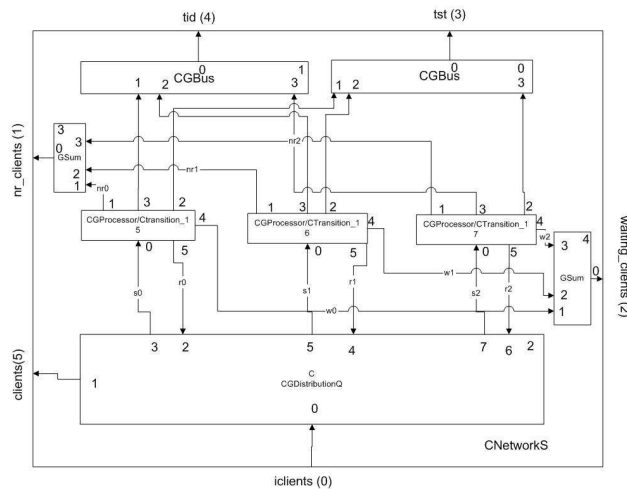 tid (4) tst (3)
0 1 0 0
CGBus CGBus
1 2 3 1 2 3
nr_clients (1)
3
0 3
GSum
2
1
nr2
nr1
nr0
1 3 2 1 3 2 1 3 2
CGProcessor/Ctransition_1
5
4
0 5
CGProcessor/CTransition_1
6
4
0 5
CGProcessor/CTransition_1
7
4
0 5
w2
3 4
GSum 0
2
1
waiting_clients (2)
w1
w0
s0 r0 s1 r1 s2 r2
3 2 5 4 7 6 2
clients(5)
1
C
CGDistributionQ
0
CNetworkS
iclients (0)